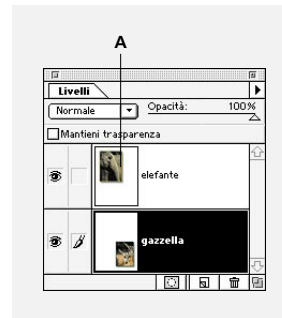 A
Livelli
Normale Opacità: 100%
Mantieni trasparenza
elefante
gazzella